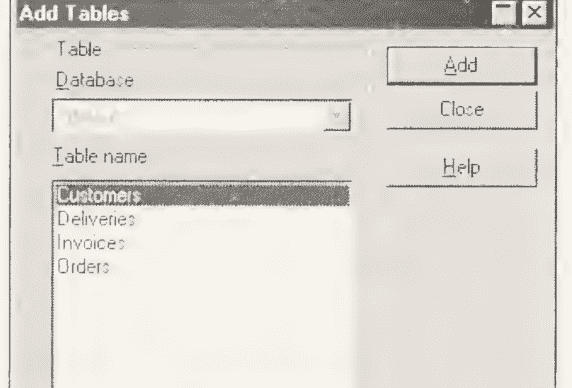 Add Tables
Table
Database
Add
Close
Table name
Help
Customers
Deliveries
Invoices
Orders